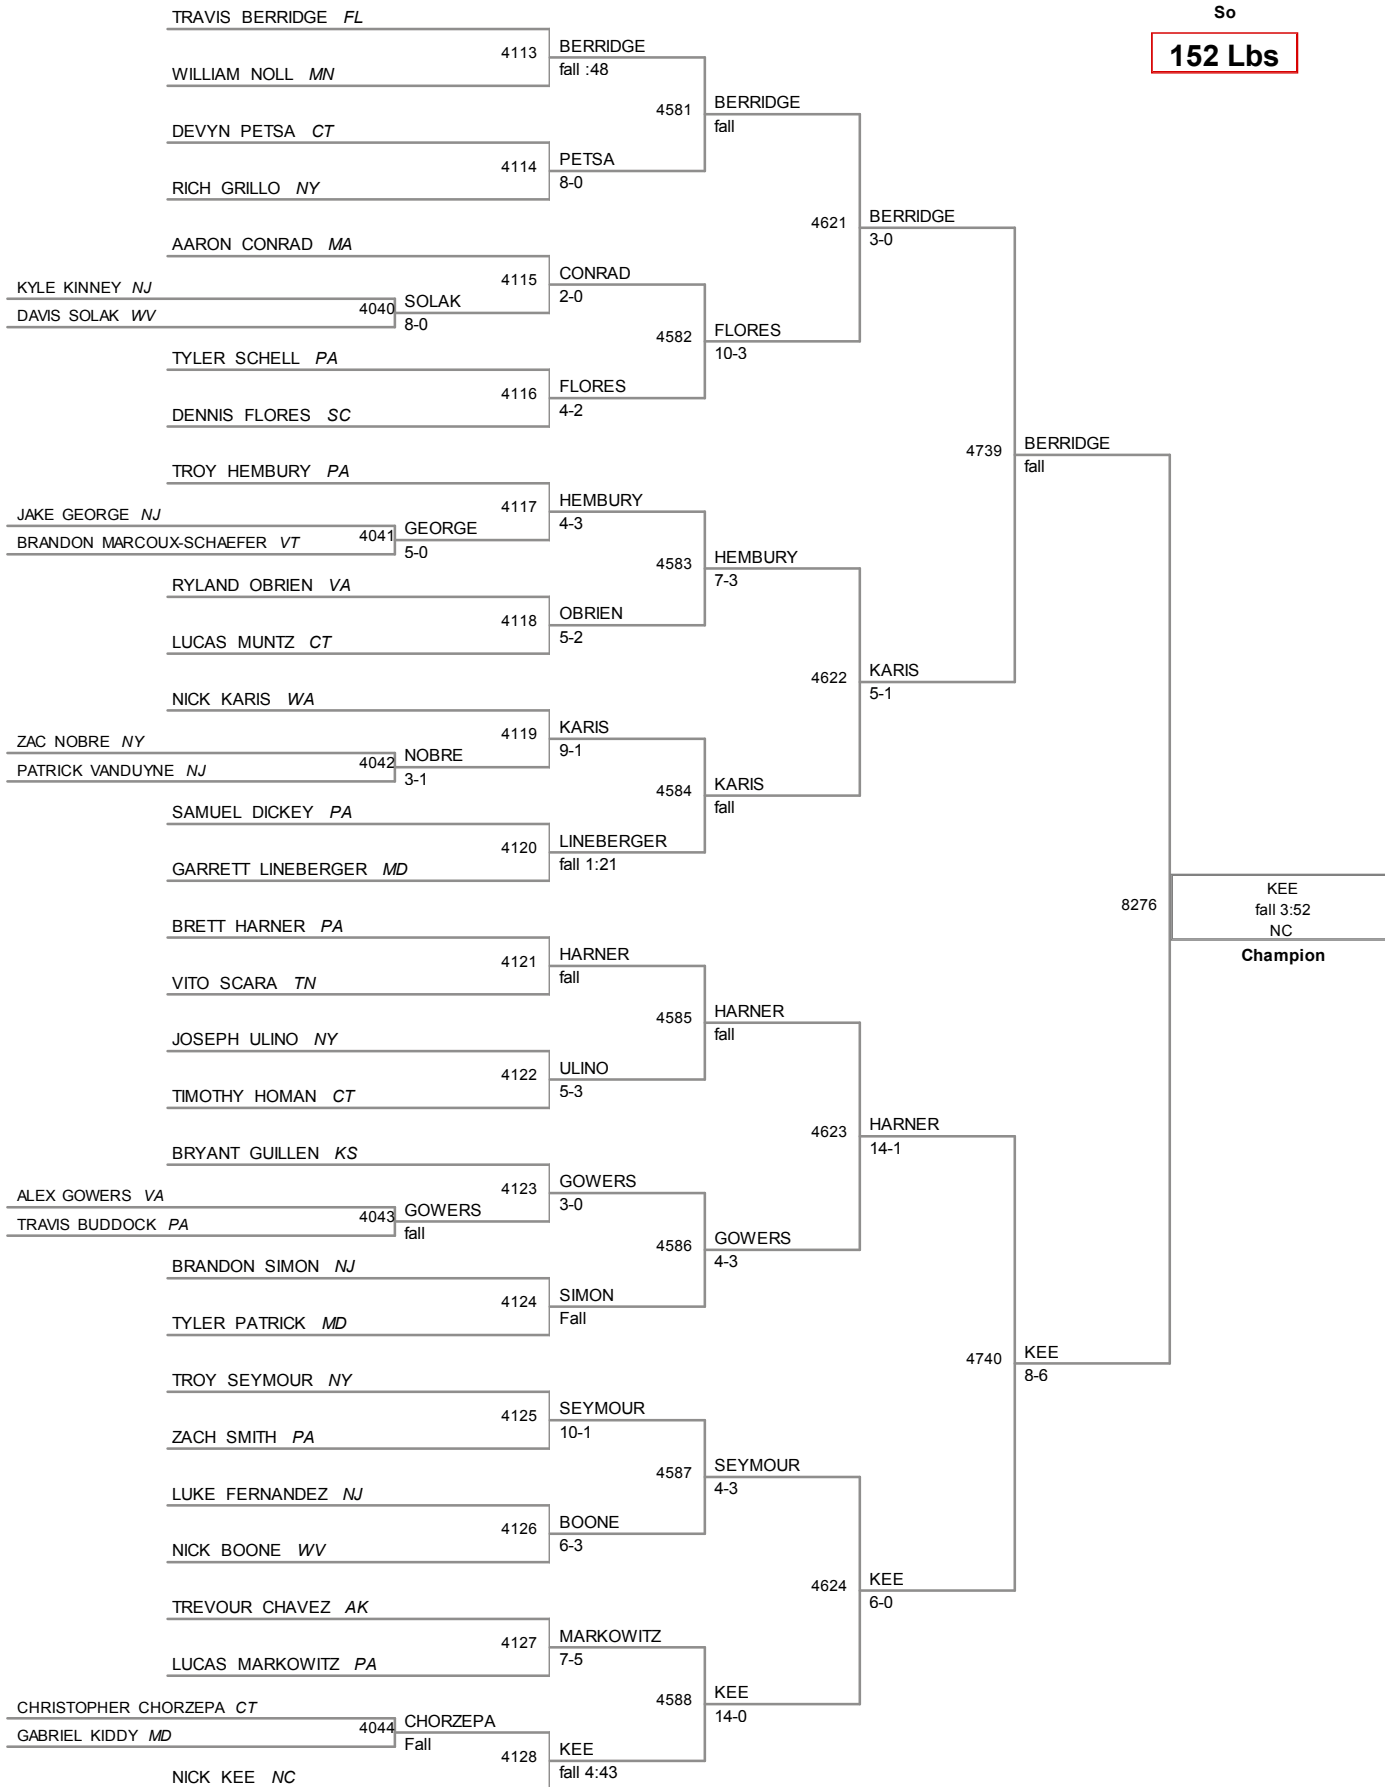 So
152 Lbs
TRAVIS BERRIDGE FL
4113 BERRIDGE
fall :48
WILLIAM NOLL MN
4581 BERRIDGE
fall
DEVYN PETSA CT
4114 PETSA
8-0
RICH GRILLO NY
4621 BERRIDGE
3-0
AARON CONRAD MA
4115 CONRAD
2-0
KYLE KINNEY NJ
4040 SOLAK
8-0
DAVIS SOLAK WV
4582 FLORES
10-3
TYLER SCHELL PA
4116 FLORES
4-2
DENNIS FLORES SC
4739 BERRIDGE
fall
TROY HEMBURY PA
4117 HEMBURY
4-3
JAKE GEORGE NJ
4041 GEORGE
5-0
BRANDON MARCOUX-SCHAEFER VT
4583 HEMBURY
7-3
RYLAND OBRIEN VA
4118 OBRIEN
5-2
LUCAS MUNTZ CT
4622 KARIS
5-1
NICK KARIS WA
4119 KARIS
9-1
ZAC NOBRE NY
4042 NOBRE
3-1
PATRICK VANDUYNE NJ
4584 KARIS
fall
SAMUEL DICKEY PA
4120 LINEBERGER
fall 1:21
GARRETT LINEBERGER MD
8276 KEE
fall 3:52
NC
Champion
BRETT HARNER PA
4121 HARNER
fall
VITO SCARA TN
4585 HARNER
fall
JOSEPH ULINO NY
4122 ULINO
5-3
TIMOTHY HOMAN CT
4623 HARNER
14-1
BRYANT GUILLEN KS
4123 GOWERS
3-0
ALEX GOWERS VA
4043 GOWERS
fall
TRAVIS BUDDOCK PA
4586 GOWERS
4-3
BRANDON SIMON NJ
4124 SIMON
Fall
TYLER PATRICK MD
4740 KEE
8-6
TROY SEYMOUR NY
4125 SEYMOUR
10-1
ZACH SMITH PA
4587 SEYMOUR
4-3
LUKE FERNANDEZ NJ
4126 BOONE
6-3
NICK BOONE WV
4624 KEE
6-0
TREVOUR CHAVEZ AK
4127 MARKOWITZ
7-5
LUCAS MARKOWITZ PA
4588 KEE
14-0
CHRISTOPHER CHORZEPA CT
4044 CHORZEPA
Fall
GABRIEL KIDDY MD
4128 KEE
fall 4:43
NICK KEE NC